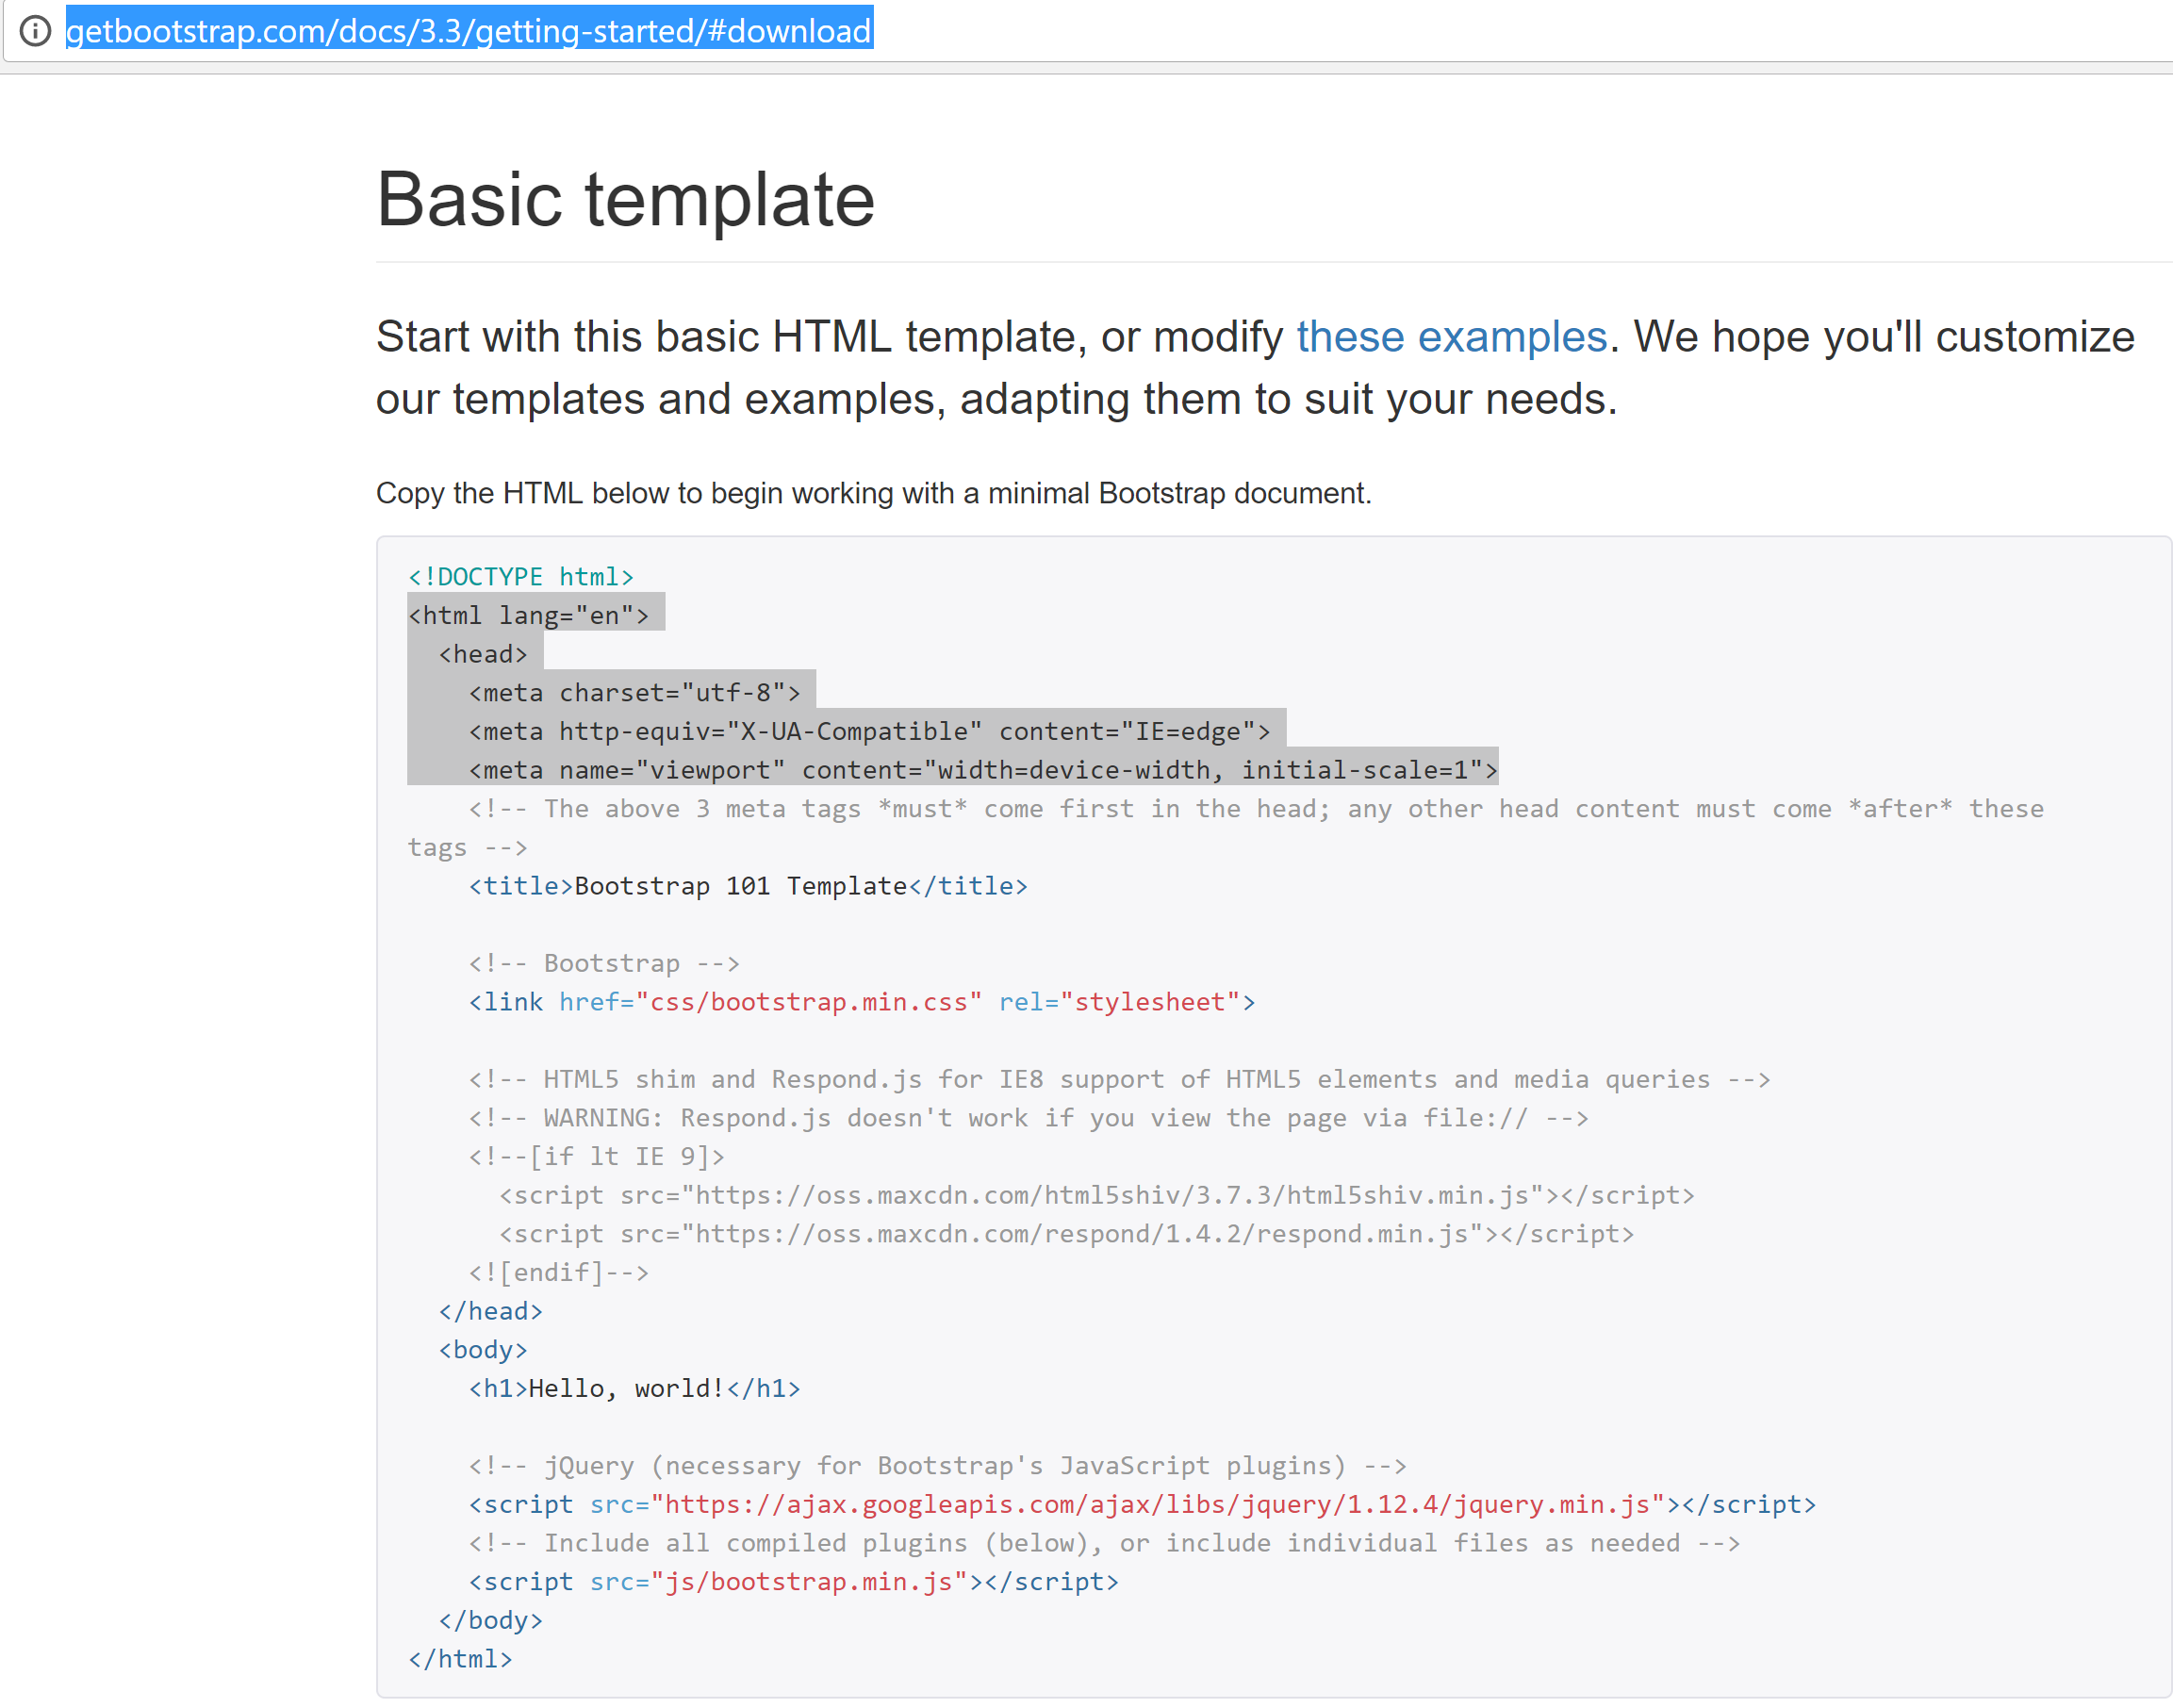 getbootstrap.com/docs/3.3/getting-started/#download
Basic template
Start with this basic HTML template, or modify these examples. We hope you'll customize
our templates and examples, adapting them to suit your needs.
Copy the HTML below to begin working with a minimal Bootstrap document.
<!DOCTYPE html>
<html lang="en">
  <head>
    <meta charset="utf-8">
    <meta http-equiv="X-UA-Compatible" content="IE=edge">
    <meta name="viewport" content="width=device-width, initial-scale=1">
    <!-- The above 3 meta tags *must* come first in the head; any other head content must come *after* these
tags -->
    <title>Bootstrap 101 Template</title>
    <!-- Bootstrap -->
    <link href="css/bootstrap.min.css" rel="stylesheet">
    <!-- HTML5 shim and Respond.js for IE8 support of HTML5 elements and media queries -->
    <!-- WARNING: Respond.js doesn't work if you view the page via file:// -->
    <!--[if lt IE 9]>
      <script src="https://oss.maxcdn.com/html5shiv/3.7.3/html5shiv.min.js"></script>
      <script src="https://oss.maxcdn.com/respond/1.4.2/respond.min.js"></script>
    <![endif]-->
  </head>
  <body>
    <h1>Hello, world!</h1>
    <!-- jQuery (necessary for Bootstrap's JavaScript plugins) -->
    <script src="https://ajax.googleapis.com/ajax/libs/jquery/1.12.4/jquery.min.js"></script>
    <!-- Include all compiled plugins (below), or include individual files as needed -->
    <script src="js/bootstrap.min.js"></script>
  </body>
</html>